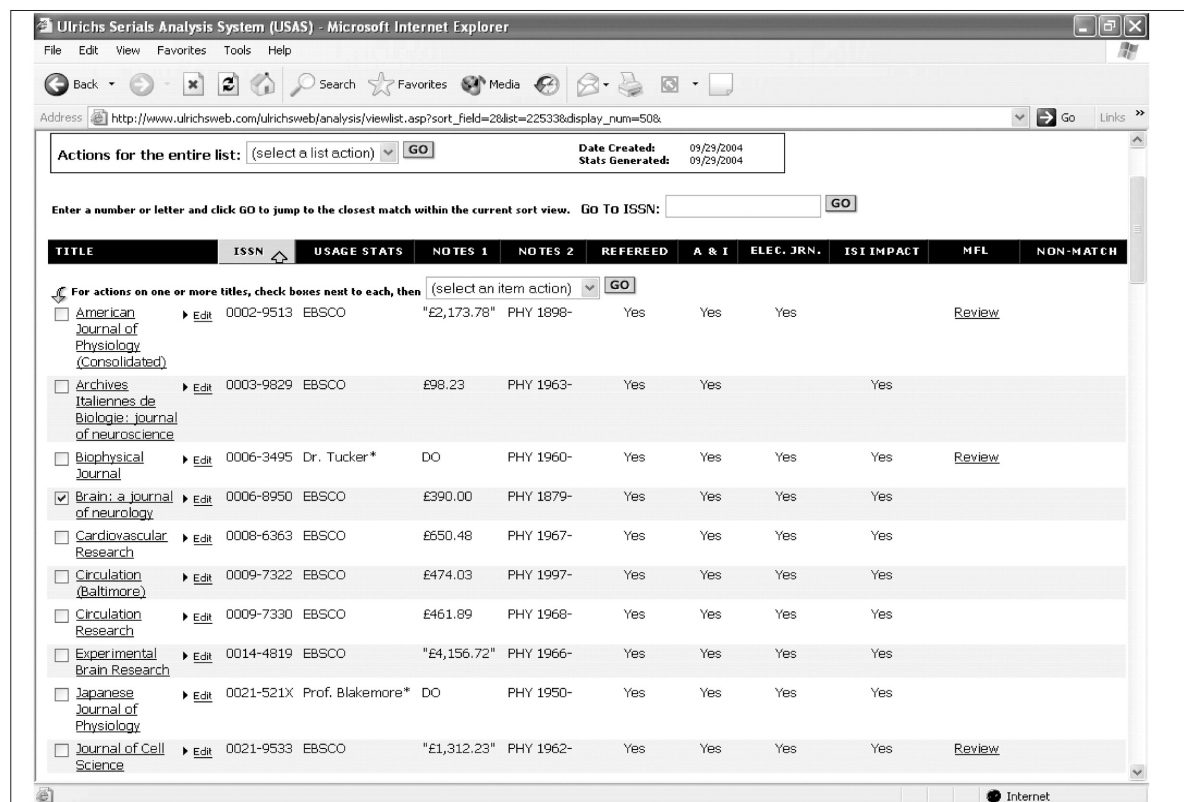 Ulrichs Serials Analysis System (USAS) - Microsoft Internet Explorer
File Edit View Favorites Tools Help
Back Search Favorites Media
Address http://www.ulrichsweb.com/ulrichsweb/analysis/viewlist.asp?sort_field=2&list=22533&display_num=50& Go Links »
Actions for the entire list: (select a list action) GO Date Created: 09/29/2004
Stats Generated: 09/29/2004
Enter a number or letter and click GO to jump to the closest match within the current sort view. GO TO ISSN: GO
TITLE ISSN USAGE STATS NOTES 1 NOTES 2 REFEREED A & I ELEC. JRN. ISI IMPACT MFL NON-MATCH
For actions on one or more titles, check boxes next to each, then (select an item action) GO
American Edit 0002-9513 EBSCO "£2,173.78" PHY 1898- Yes Yes Yes Review
Journal of
Physiology
(Consolidated)
Archives Edit 0003-9829 EBSCO £98.23 PHY 1963- Yes Yes Yes
Italiennes de
Biologie: journal
of neuroscience
Biophysical Edit 0006-3495 Dr. Tucker* DO PHY 1960- Yes Yes Yes Yes Review
Journal
Brain: a journal Edit 0006-8950 EBSCO £390.00 PHY 1879- Yes Yes Yes Yes
of neurology
Cardiovascular Edit 0008-6363 EBSCO £650.48 PHY 1967- Yes Yes Yes Yes
Research
Circulation Edit 0009-7322 EBSCO £474.03 PHY 1997- Yes Yes Yes Yes
(Baltimore)
Circulation Edit 0009-7330 EBSCO £461.89 PHY 1968- Yes Yes Yes Yes
Research
Experimental Edit 0014-4819 EBSCO "£4,156.72" PHY 1966- Yes Yes Yes Yes
Brain Research
Japanese Edit 0021-521X Prof. Blakemore* DO PHY 1950- Yes Yes Yes Yes
Journal of
Physiology
Journal of Cell Edit 0021-9533 EBSCO "£1,312.23" PHY 1962- Yes Yes Yes Yes Review
Science
Internet